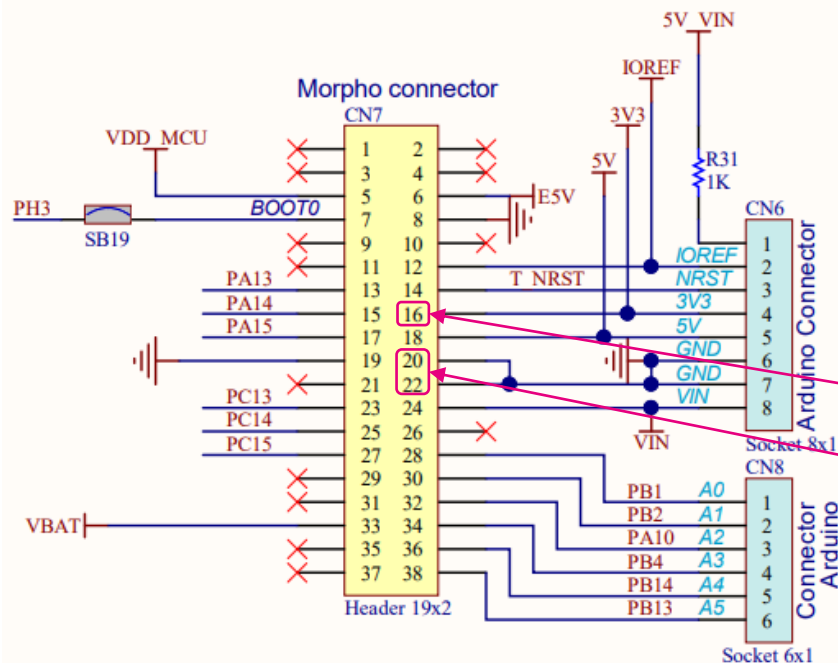 5V_VIN
IOREF
Morpho connector
3V3
CN7
VDD_MCU
5V
R31
1K
1 2
3 4
5 6 E5V
PH3 BOOT0 7 8
SB19
CN6
9 10 1
11 12 IOREF 2
PA13 13 14 T_NRST NRST 3
PA14 15 16 3V3 4
PA15 17 18 5V 5
19 20 GND 6
21 22 GND 7
PC13 23 24 VIN 8
PC14 25 26 VIN
PC15 27 28
Arduino Connector
Socket 8x1
CN8
29 30
31 32 PB1 A0 1
VBAT 33 34 PB2 A1 2
35 36 PA10 A2 3
37 38 PB4 A3 4
PB14 A4 5
PB13 A5 6
Header 19x2
Connector
Arduino
Socket 6x1